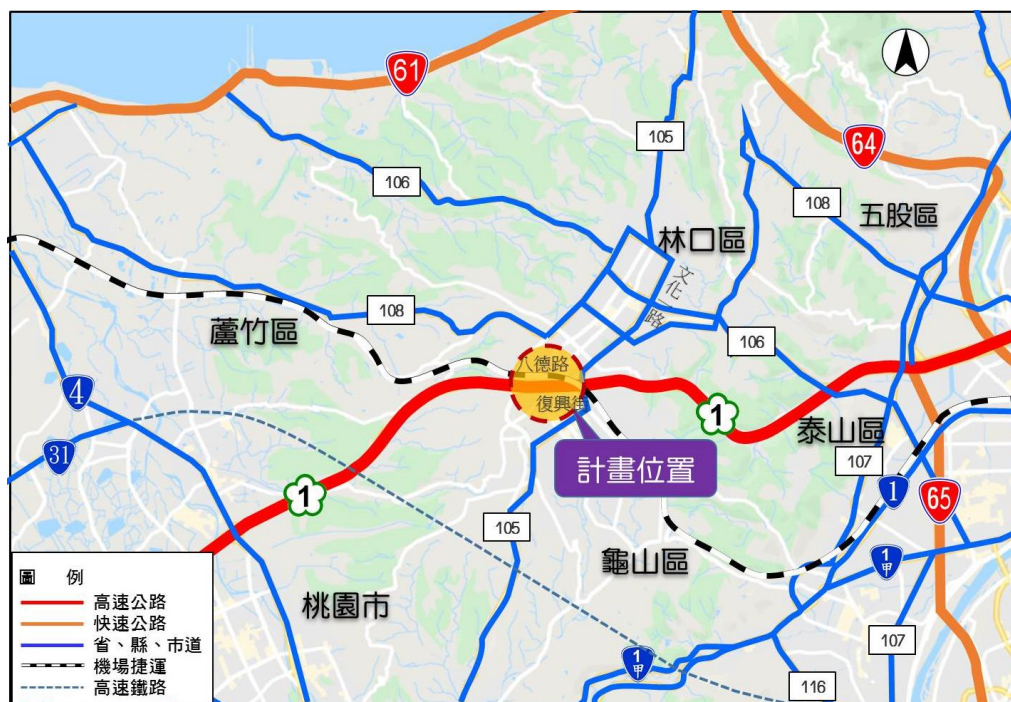 61
105
64
106
108
五股區
林口區
文化一路
108
106
蘆竹區
八德路
復興街
4
1
泰山區
107
31
計畫位置
1
65
1
105
龜山區
1甲
圖 例
高速公路
快速公路
省、縣、市道
機場捷運
高速鐵路
桃園市
107
1甲
116